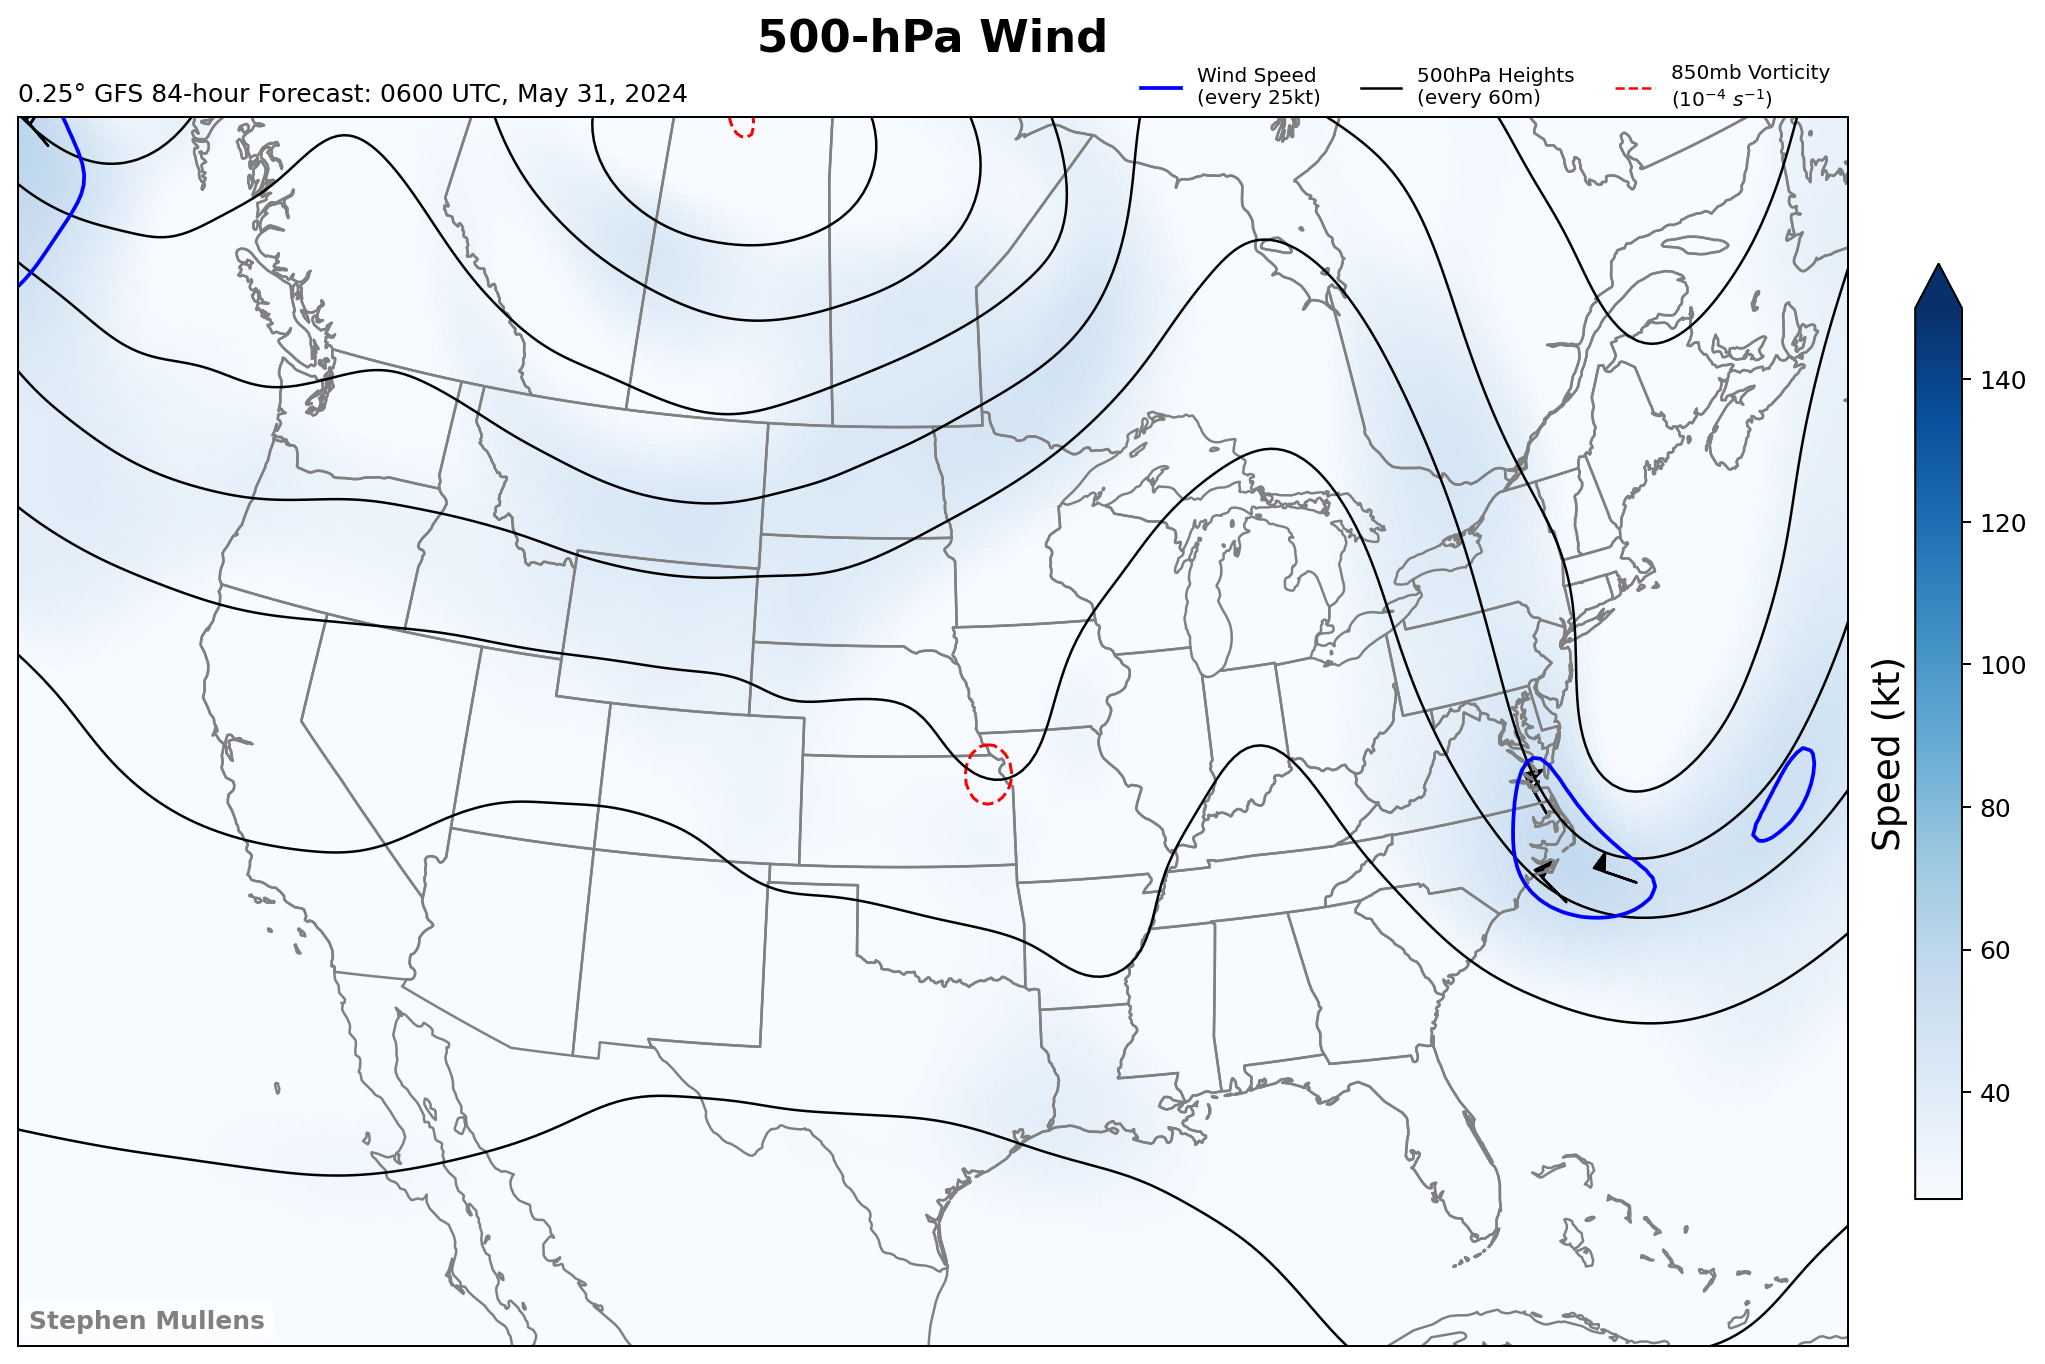 500-hPa Wind
0.25° GFS 84-hour Forecast: 0600 UTC, May 31, 2024
Wind Speed
(every 25kt)
500hPa Heights
(every 60m)
850mb Vorticity
(10⁻⁴ s⁻¹)
140
120
100
80
60
40
Speed (kt)
Stephen Mullens